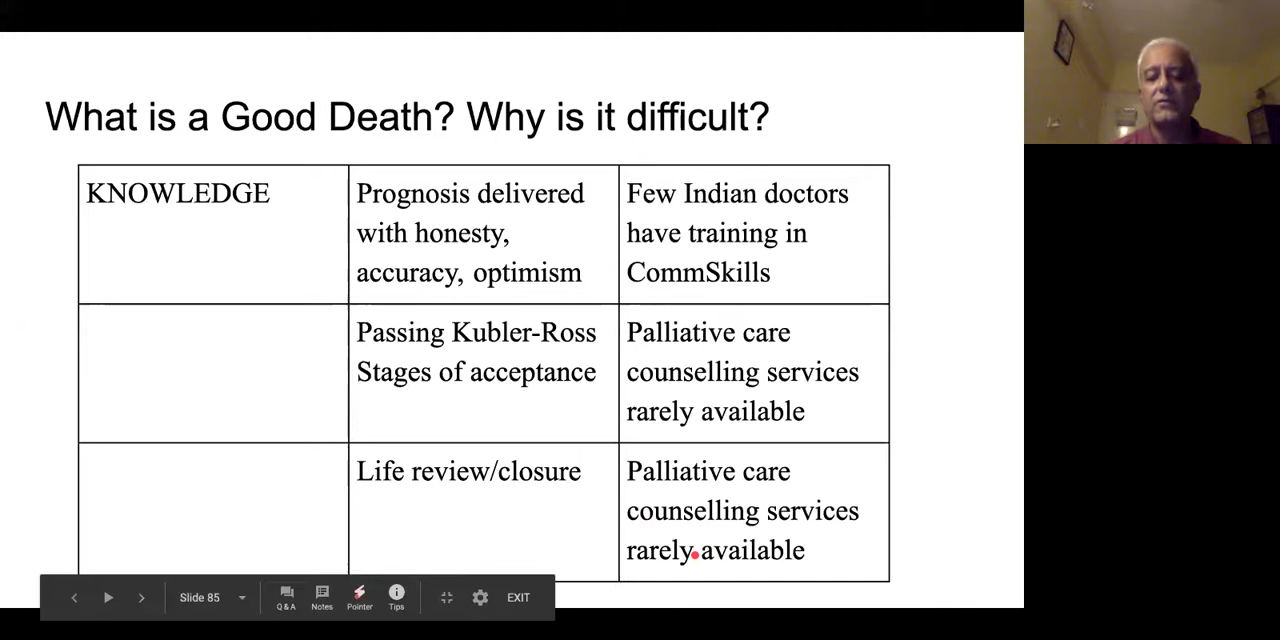 What is a Good Death? Why is it difficult?
KNOWLEDGE
Prognosis delivered
with honesty,
accuracy, optimism
Few Indian doctors
have training in
CommSkills
Passing Kubler-Ross
Stages of acceptance
Palliative care
counselling services
rarely available
Life review/closure
Palliative care
counselling services
rarely available
Slide 85
Q & A
Notes
Pointer
Tips
EXIT